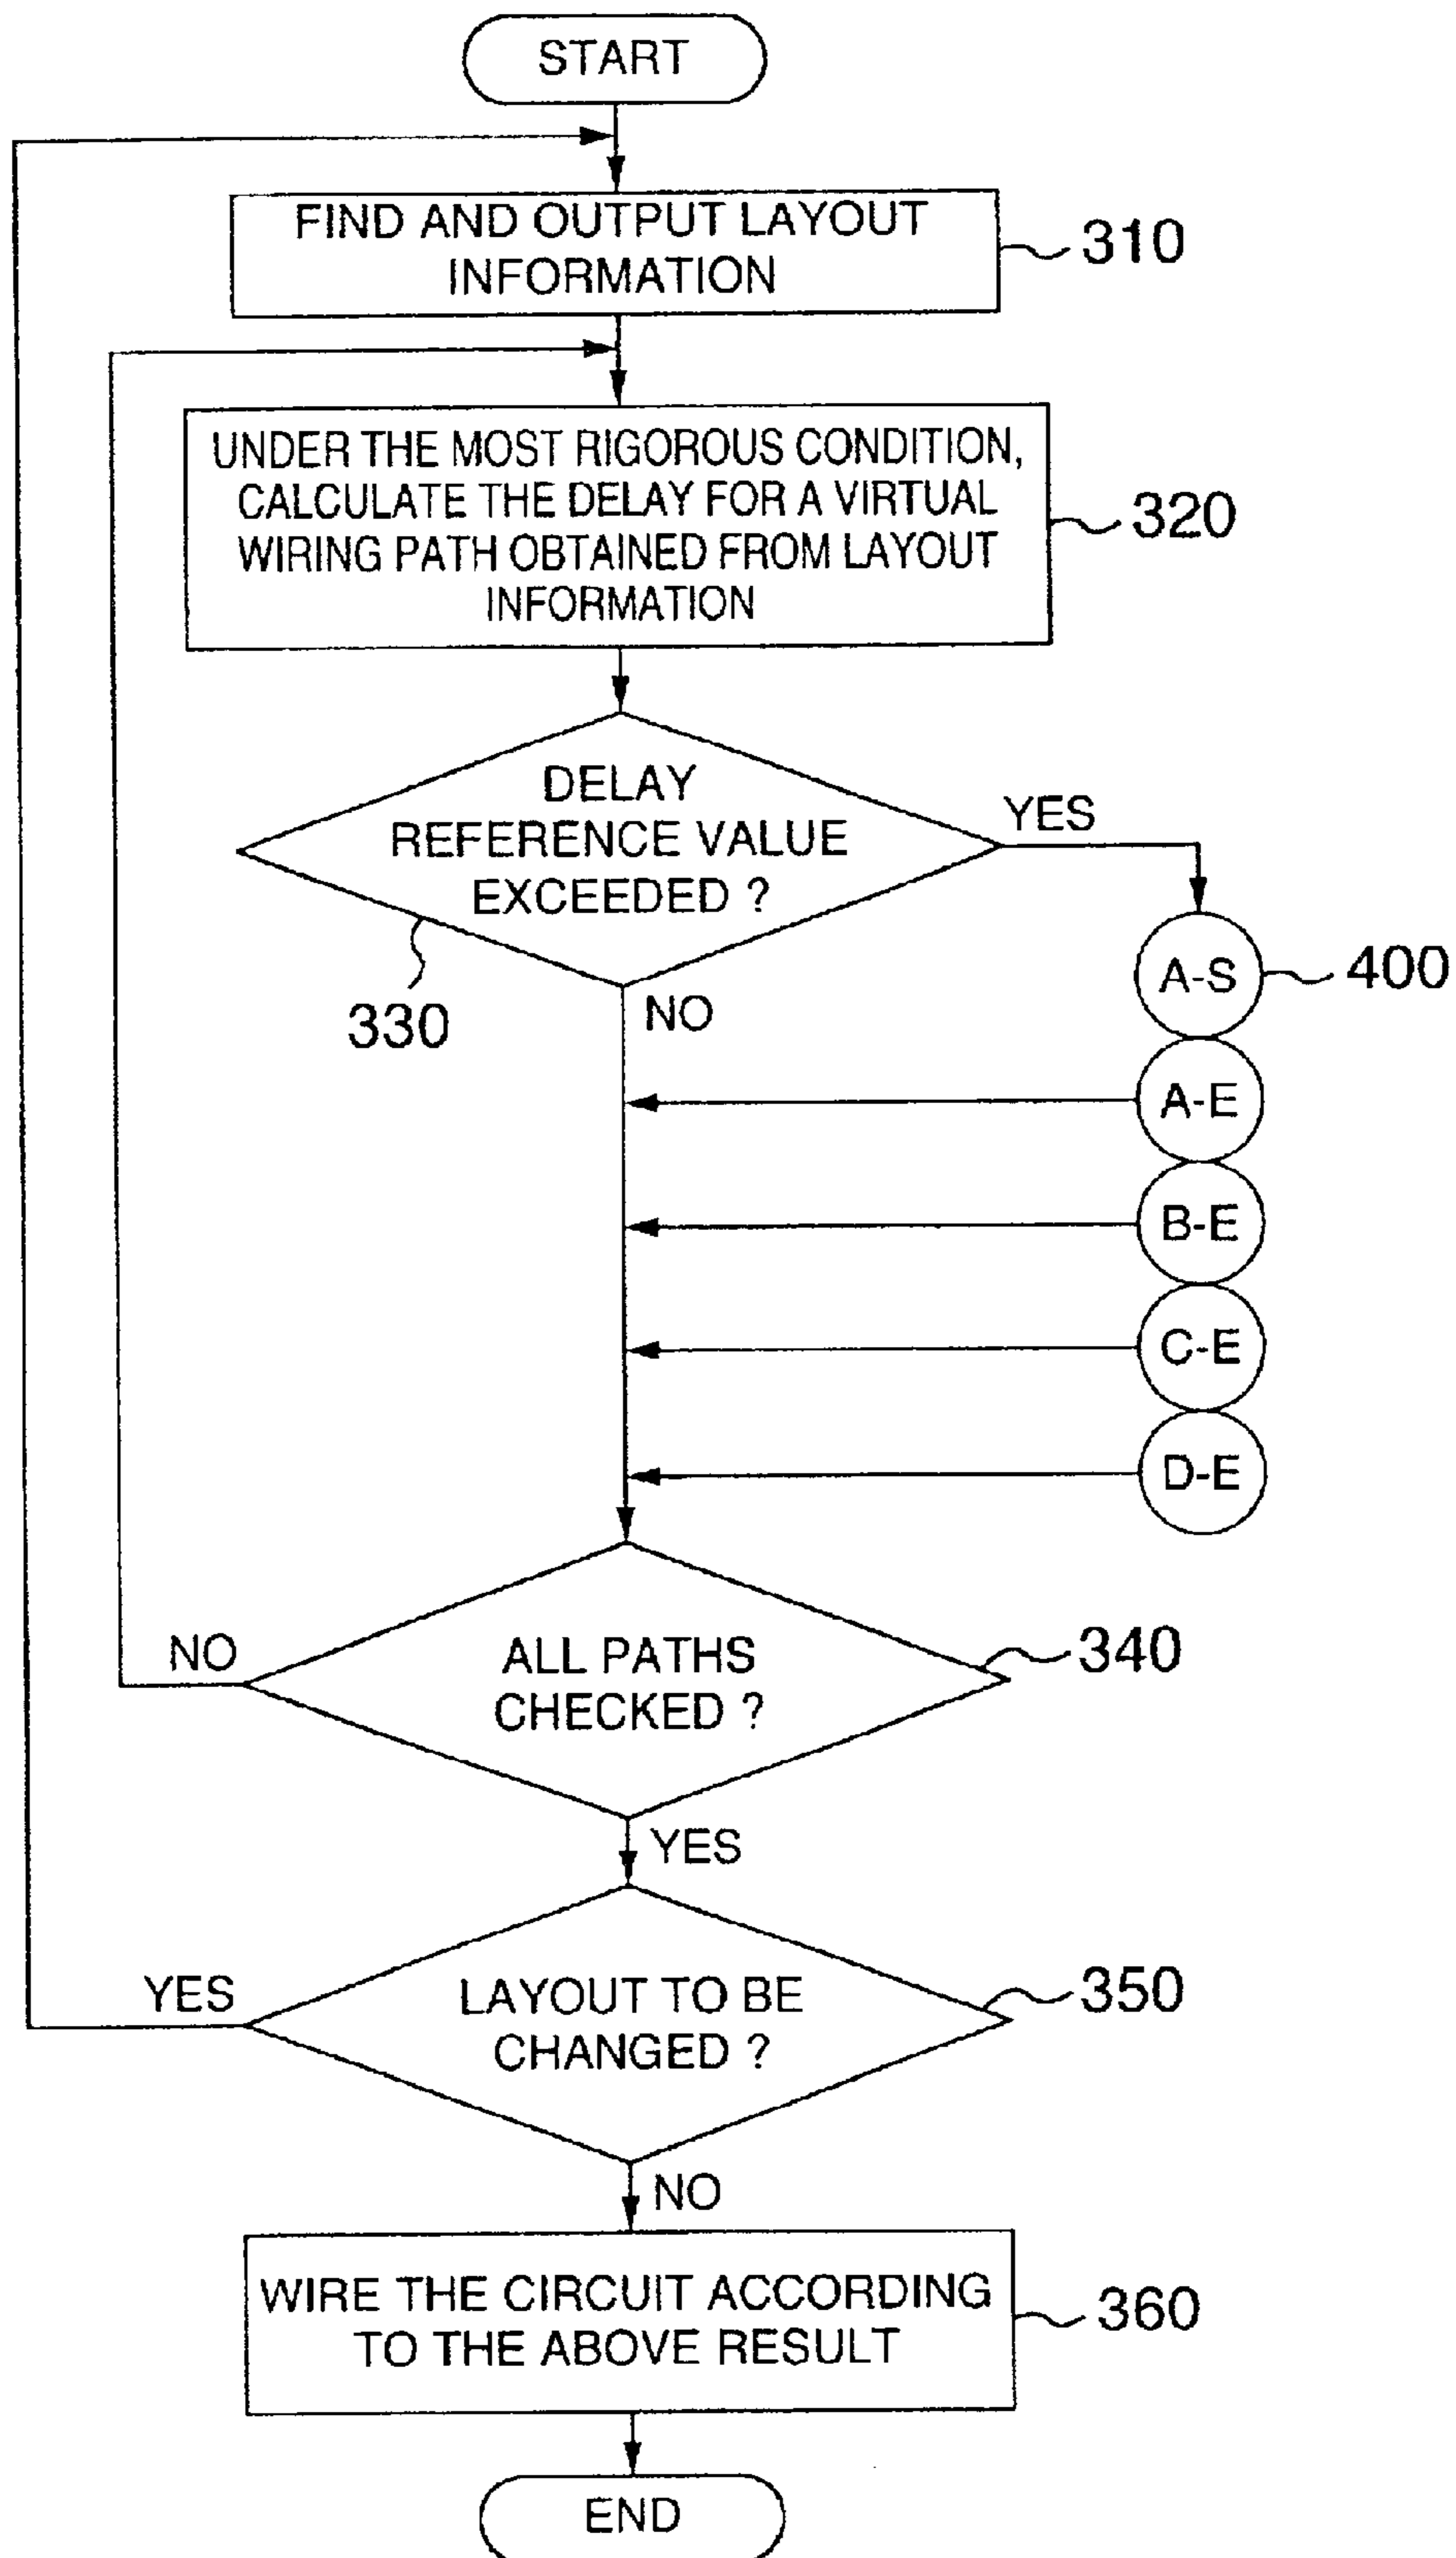 START
FIND AND OUTPUT LAYOUT
INFORMATION
310
UNDER THE MOST RIGOROUS CONDITION,
CALCULATE THE DELAY FOR A VIRTUAL
WIRING PATH OBTAINED FROM LAYOUT
INFORMATION
320
DELAY
REFERENCE VALUE
EXCEEDED ?
YES
330
NO
A-S
400
A-E
B-E
C-E
D-E
NO
ALL PATHS
CHECKED ?
340
YES
YES
LAYOUT TO BE
CHANGED ?
350
NO
WIRE THE CIRCUIT ACCORDING
TO THE ABOVE RESULT
360
END